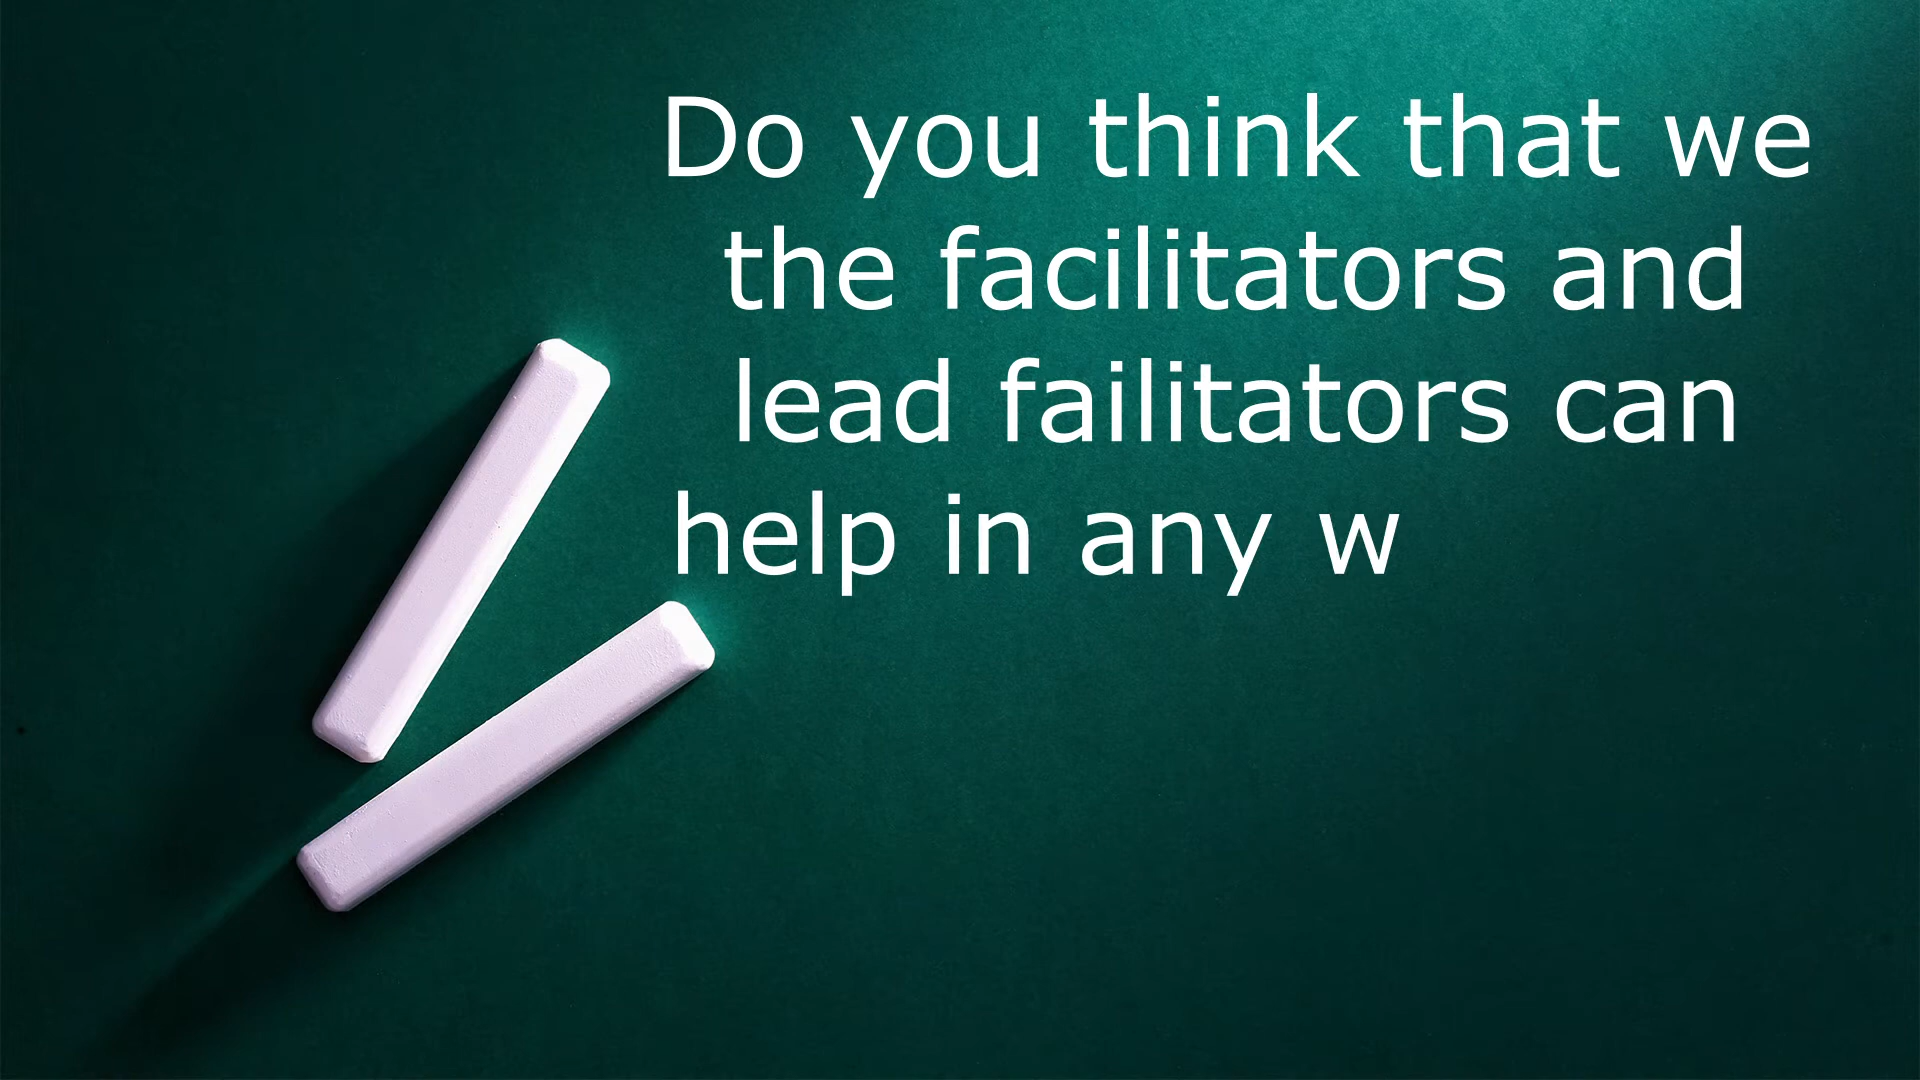 Do you think that we
the facilitators and
lead failitators can
help in any w